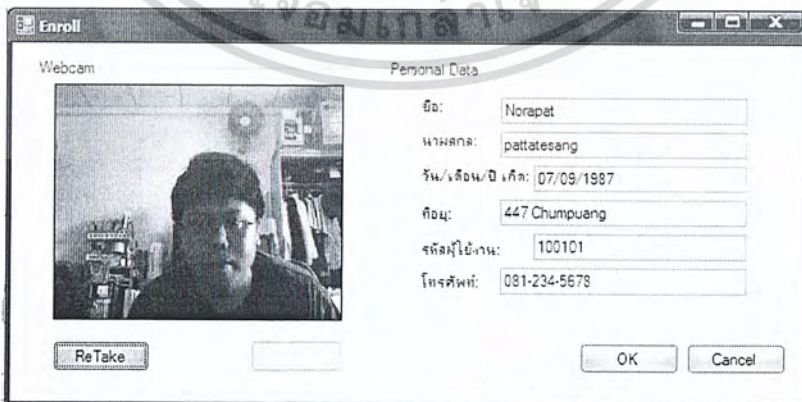 Enroll
Webcam
Personal Data
ชื่อ: Norapat
นามสกุล: pattatesang
วัน/เดือน/ปี เกิด: 07/09/1987
ที่อยู่: 447 Chumpuang
รหัสผู้ใช้งาน: 100101
โทรศัพท์: 081-234-5678
ReTake
OK
Cancel